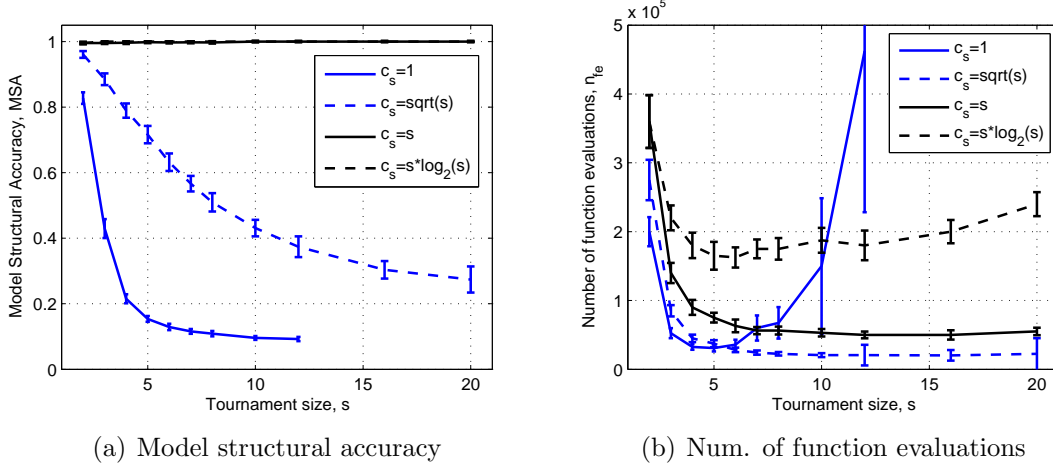 Model Structural Accuracy, MSA
1
0.8
0.6
0.4
0.2
0
5
10
15
20
Tournament size, s
c_s=1
c_s=sqrt(s)
c_s=s
c_s=s*log_2(s)
(a) Model structural accuracy
x 10^5
Number of function evaluations, n_fe
5
4
3
2
1
0
5
10
15
20
Tournament size, s
c_s=1
c_s=sqrt(s)
c_s=s
c_s=s*log_2(s)
(b) Num. of function evaluations